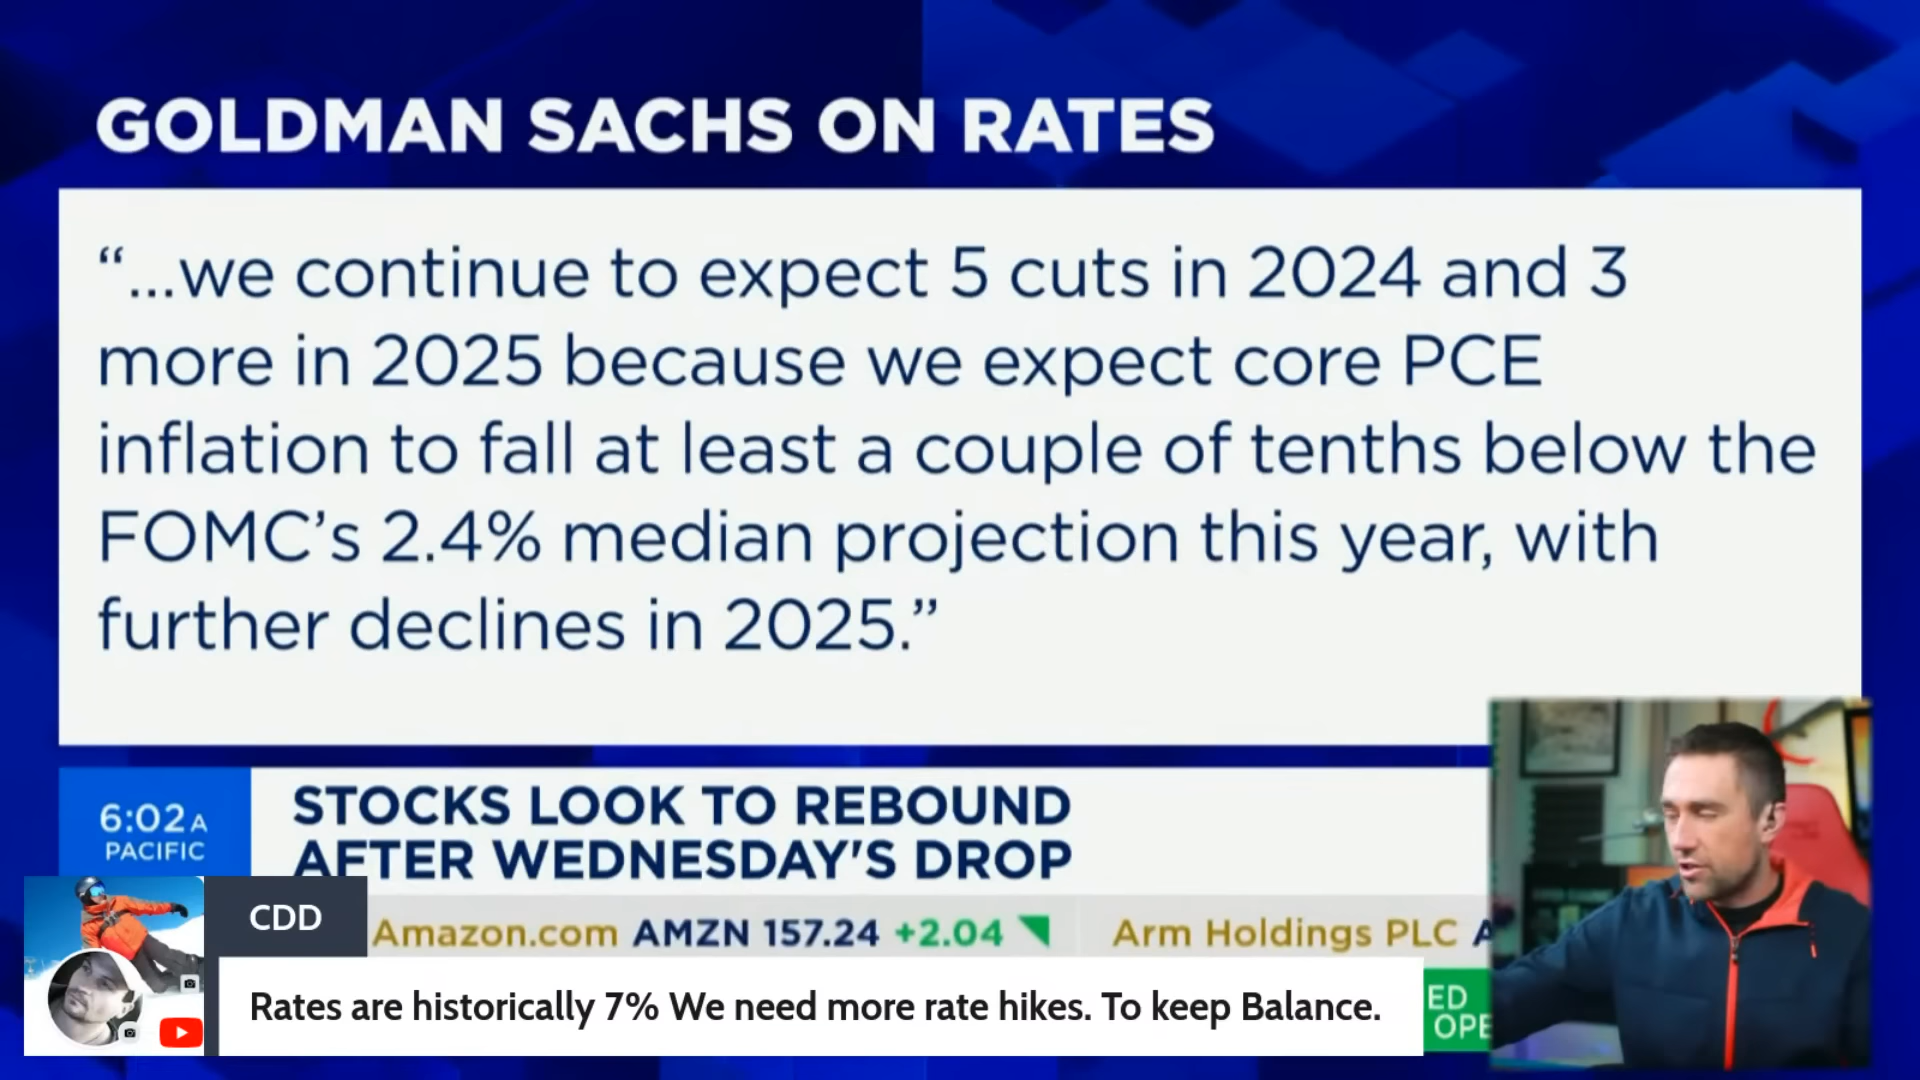 GOLDMAN SACHS ON RATES
“...we continue to expect 5 cuts in 2024 and 3
more in 2025 because we expect core PCE
inflation to fall at least a couple of tenths below the
FOMC’s 2.4% median projection this year, with
further declines in 2025.”
6:02A
PACIFIC
STOCKS LOOK TO REBOUND
AFTER WEDNESDAY'S DROP
CDD
Amazon.com AMZN 157.24 +2.04 Arm Holdings PLC
Rates are historically 7% We need more rate hikes. To keep Balance.